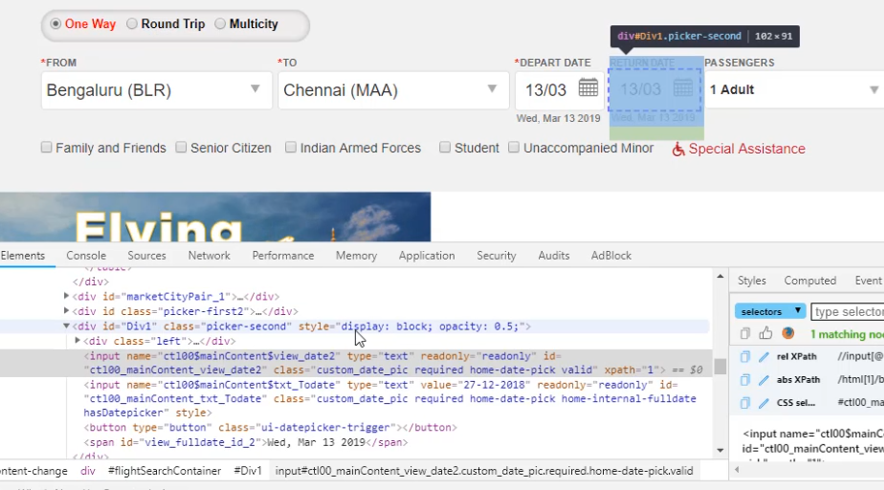 One Way Round Trip Multicity
div#Div1.picker-second 102×91
*FROM *TO *DEPART DATE RETURN DATE PASSENGERS
Bengaluru (BLR) Chennai (MAA) 13/03 13/03 1 Adult
Wed, Mar 13 2019 Wed, Mar 13 2019
Family and Friends Senior Citizen Indian Armed Forces Student Unaccompanied Minor Special Assistance
Flying
Elements Console Sources Network Performance Memory Application Security Audits AdBlock
</table>
</div>
<div id="marketCityPair_1">…</div>
<div id class="picker-first2">…</div>
<div id="Div1" class="picker-second" style="display: block; opacity: 0.5;">
<div class="left">…</div>
<input name="ctl00$mainContent$view_date2" type="text" readonly="readonly" id=
"ctl00_mainContent_view_date2" class="custom_date_pic required home-date-pick valid" xpath="1"> == $0
<input name="ctl00$mainContent$txt_Todate" type="text" value="27-12-2018" readonly="readonly" id=
"ctl00_mainContent_txt_Todate" class="custom_date_pic required home-date-pick home-internal-fulldate
hasDatepicker" style>
<button type="button" class="ui-datepicker-trigger"></button>
<span id="view_fulldate_id_2">Wed, Mar 13 2019</span>
</div>
ontent-change div #flightSearchContainer #Div1 input#ctl00_mainContent_view_date2.custom_date_pic.required.home-date-pick.valid
Styles Computed Event
selectors type selector
1 matching no
rel XPath //input[@
abs XPath /html[1]/b
CSS sel... #ctl00_ma
<input name="ctl00$mainConten
id="ctl00_mainContent_view_dat